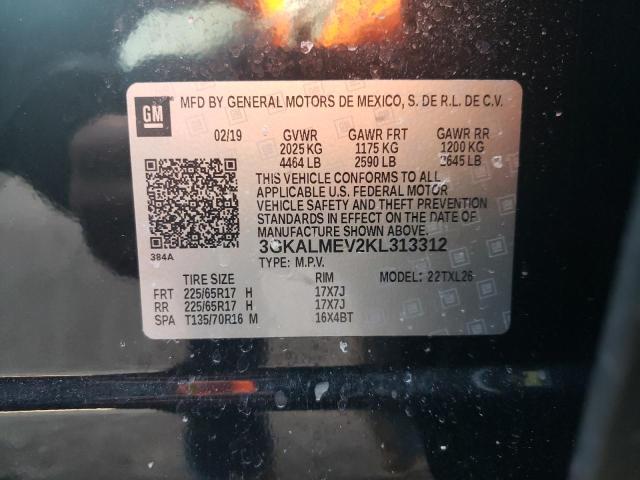 GM
MFD BY GENERAL MOTORS DE MEXICO, S. DE R.L. DE C.V.
02/19 GVWR GAWR FRT GAWR RR
2025 KG 1175 KG 1200 KG
4464 LB 2590 LB 2645 LB
THIS VEHICLE CONFORMS TO ALL
APPLICABLE U.S. FEDERAL MOTOR
VEHICLE SAFETY AND THEFT PREVENTION
STANDARDS IN EFFECT ON THE DATE OF
MANUFACTURE SHOWN ABOVE.
3GKALMEV2KL313312
384A
TYPE: M.P.V.
TIRE SIZE RIM MODEL: 22TXL26
FRT 225/65R17 H 17X7J
RR 225/65R17 H 17X7J
SPA T135/70R16 M 16X4BT